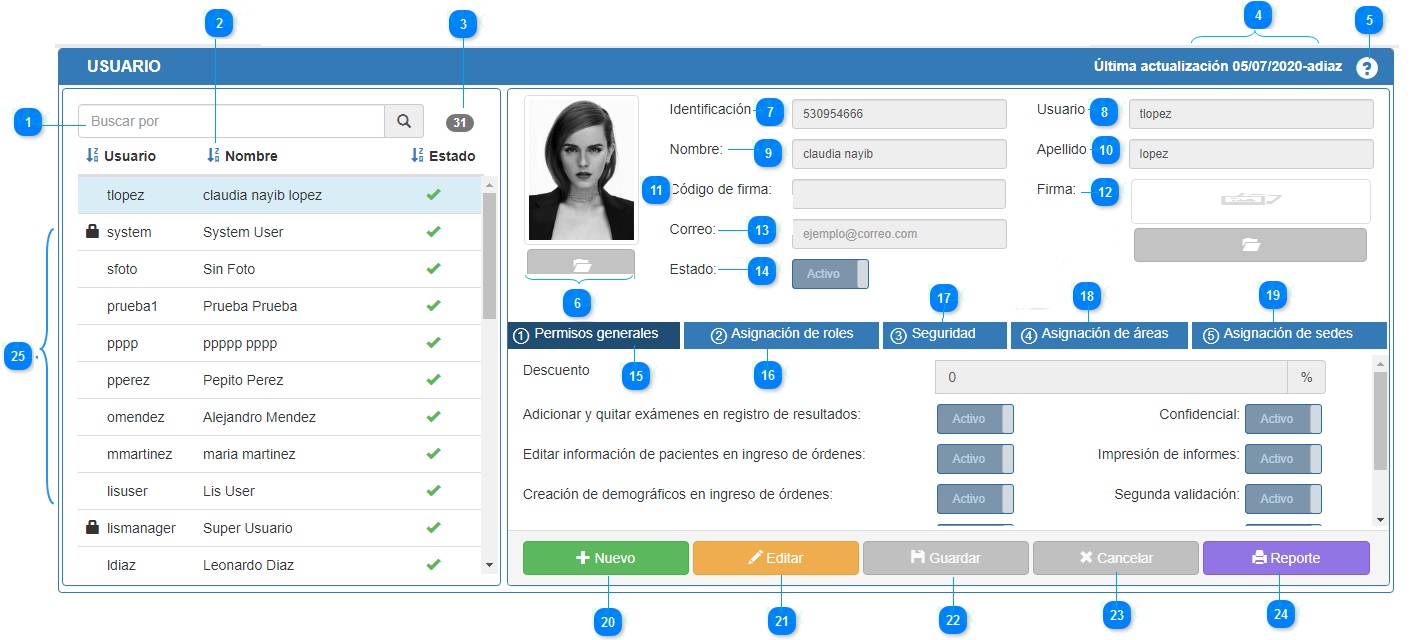 2
3
4
5
USUARIO
Última actualización 05/07/2020-adiaz
?
1
Buscar por
31
Usuario
Nombre
Estado
tlopez claudia nayib lopez
system System User
sfoto Sin Foto
prueba1 Prueba Prueba
pppp ppppp pppp
pperez Pepito Perez
omendez Alejandro Mendez
mmartinez maria martinez
lisuser Lis User
lismanager Super Usuario
ldiaz Leonardo Diaz
25
6
Identificación 7 530954666
Usuario 8 tlopez
Nombre: 9 claudia nayib
Apellido 10 lopez
11 Código de firma:
Firma: 12
Correo: 13 ejemplo@correo.com
Estado: 14 Activo
17
18
19
1 Permisos generales
2 Asignación de roles
3 Seguridad
4 Asignación de áreas
5 Asignación de sedes
15
16
Descuento 0 %
Adicionar y quitar exámenes en registro de resultados: Activo
Confidencial: Activo
Editar información de pacientes en ingreso de órdenes: Activo
Impresión de informes: Activo
Creación de demográficos en ingreso de órdenes: Activo
Segunda validación: Activo
Nuevo
Editar
Guardar
Cancelar
Reporte
20
21
22
23
24